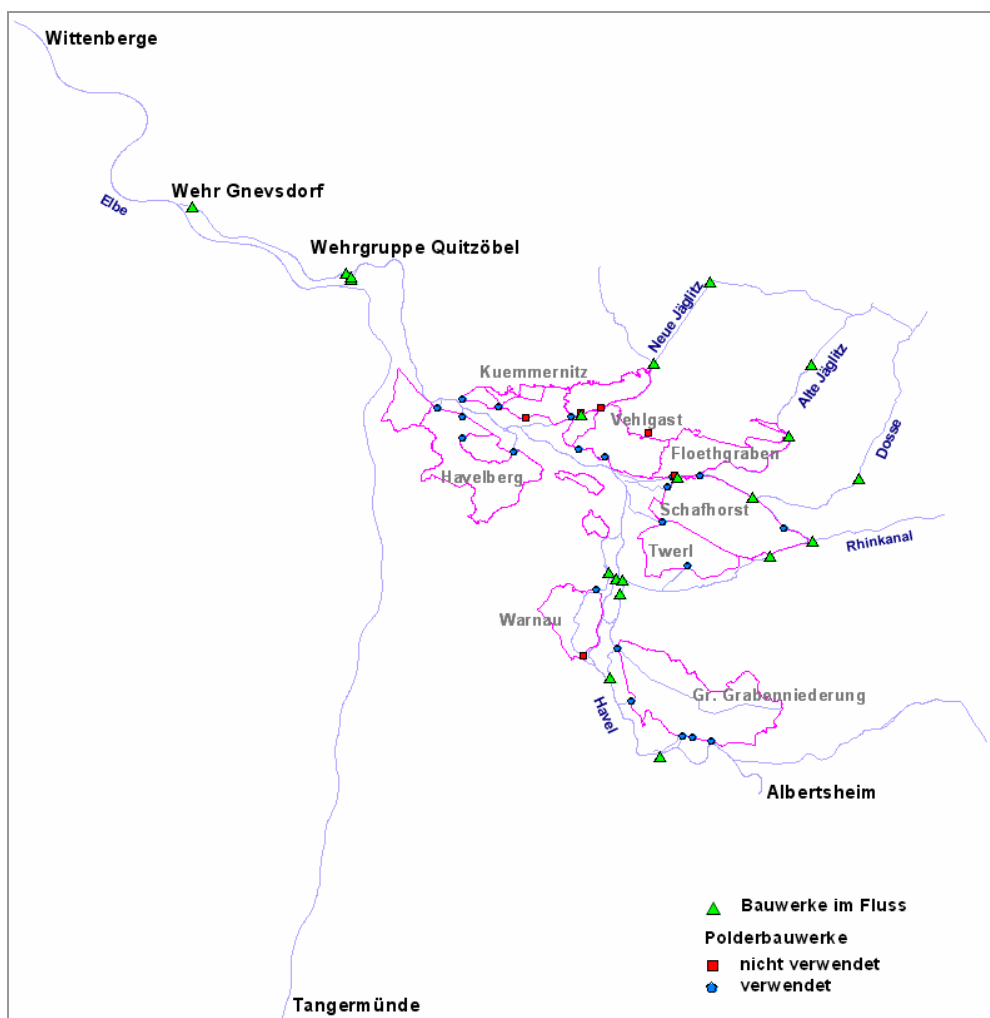 Wittenberge
Wehr Gnevsdorf
Elbe
Wehrgruppe Quitzöbel
Neue Jäglitz
Alte Jäglitz
Kuemmernitz
Vehlgast
Dosse
Floethgraben
Havelberg
Schafhorst
Rhinkanal
Twerl
Warnau
Gr. Grabenniederung
Havel
Albertsheim
Bauwerke im Fluss
Polderbauwerke
nicht verwendet
verwendet
Tangermünde